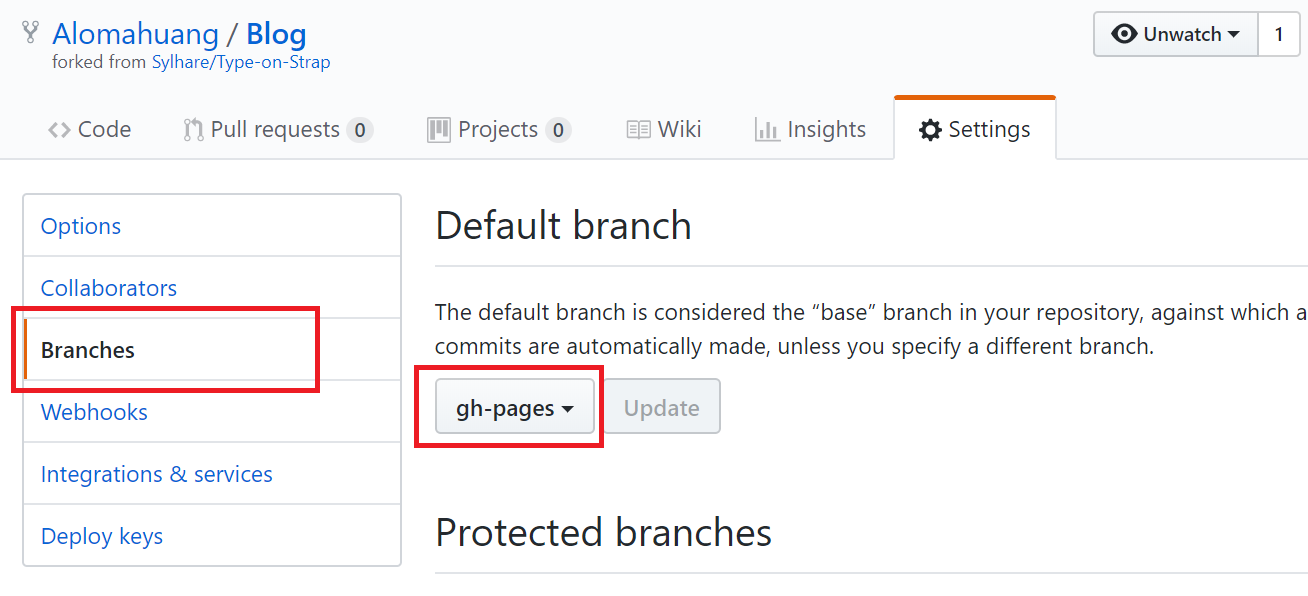 Alomahuang / Blog
Unwatch 1
forked from Sylhare/Type-on-Strap
Code Pull requests 0 Projects 0 Wiki Insights Settings
Options
Collaborators
Branches
Webhooks
Integrations & services
Deploy keys
Default branch
The default branch is considered the “base” branch in your repository, against which a
commits are automatically made, unless you specify a different branch.
gh-pages Update
Protected branches